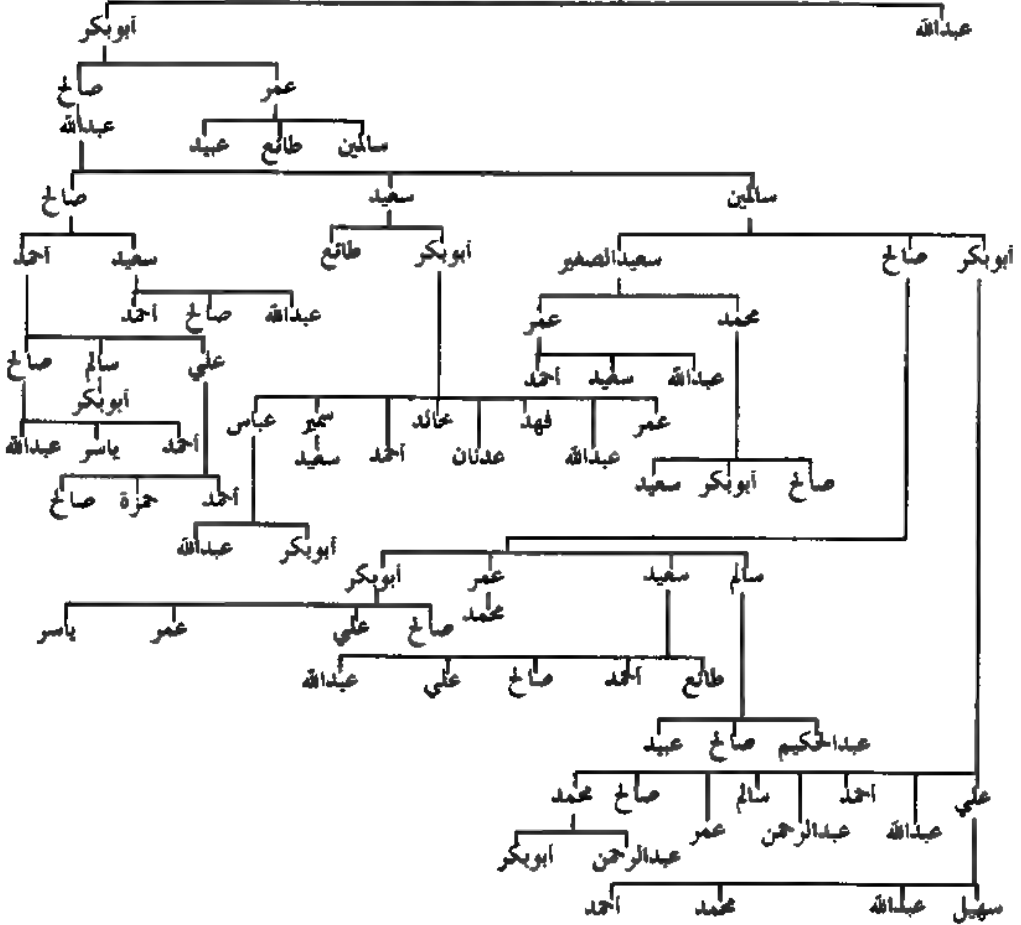 أبوبكر عبدالله
صالح عمر
عبدالله
عبيد طائع سالمين
صالح سعيد سالمين
أحمد سعيد طائع أبوبكر سعيدالصغير صالح أبوبكر
أحمد صالح عبدالله عمر محمد
صالح سالم علي أحمد سعيد عبدالله
أبوبكر
عباس سمير أحمد خالد عدنان فهد عبدالله عمر
سعيد
عبدالله ياسر أحمد
سعيد أبوبكر صالح
صالح حمزة أحمد
عبدالله أبوبكر
أبوبكر عمر سعيد سالم
محمد
ياسر عمر علي صالح
عبدالله علي صالح أحمد طائع
عبيد صالح عبدالحكيم
محمد صالح عمر سالم عبدالرحمن أحمد عبدالله علي
أبوبكر عبدالرحمن
أحمد محمد عبدالله سهيل